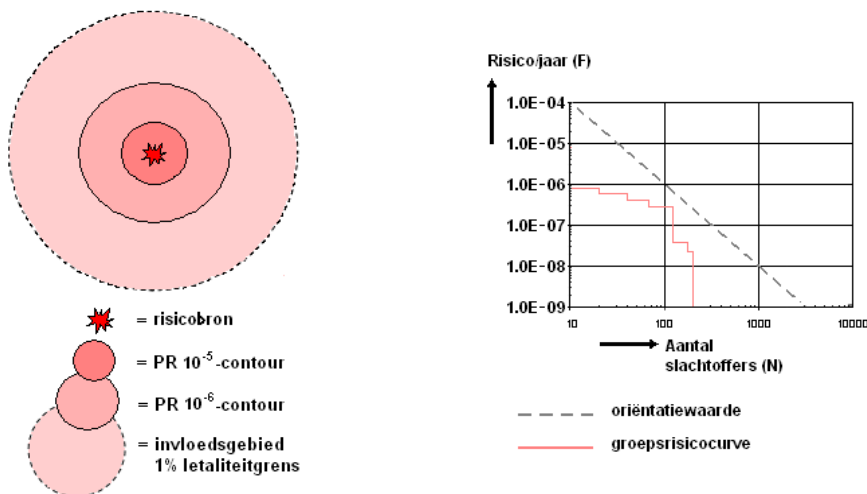 = risicobron
= PR 10⁻⁵-contour
= PR 10⁻⁶-contour
= invloedsgebied
1% letaliteitgrens
Risico/jaar (F)
1.0E-04
1.0E-05
1.0E-06
1.0E-07
1.0E-08
1.0E-09
10 100 1000 10000
Aantal
slachtoffers (N)
oriëntatiewaarde
groepsrisicocurve